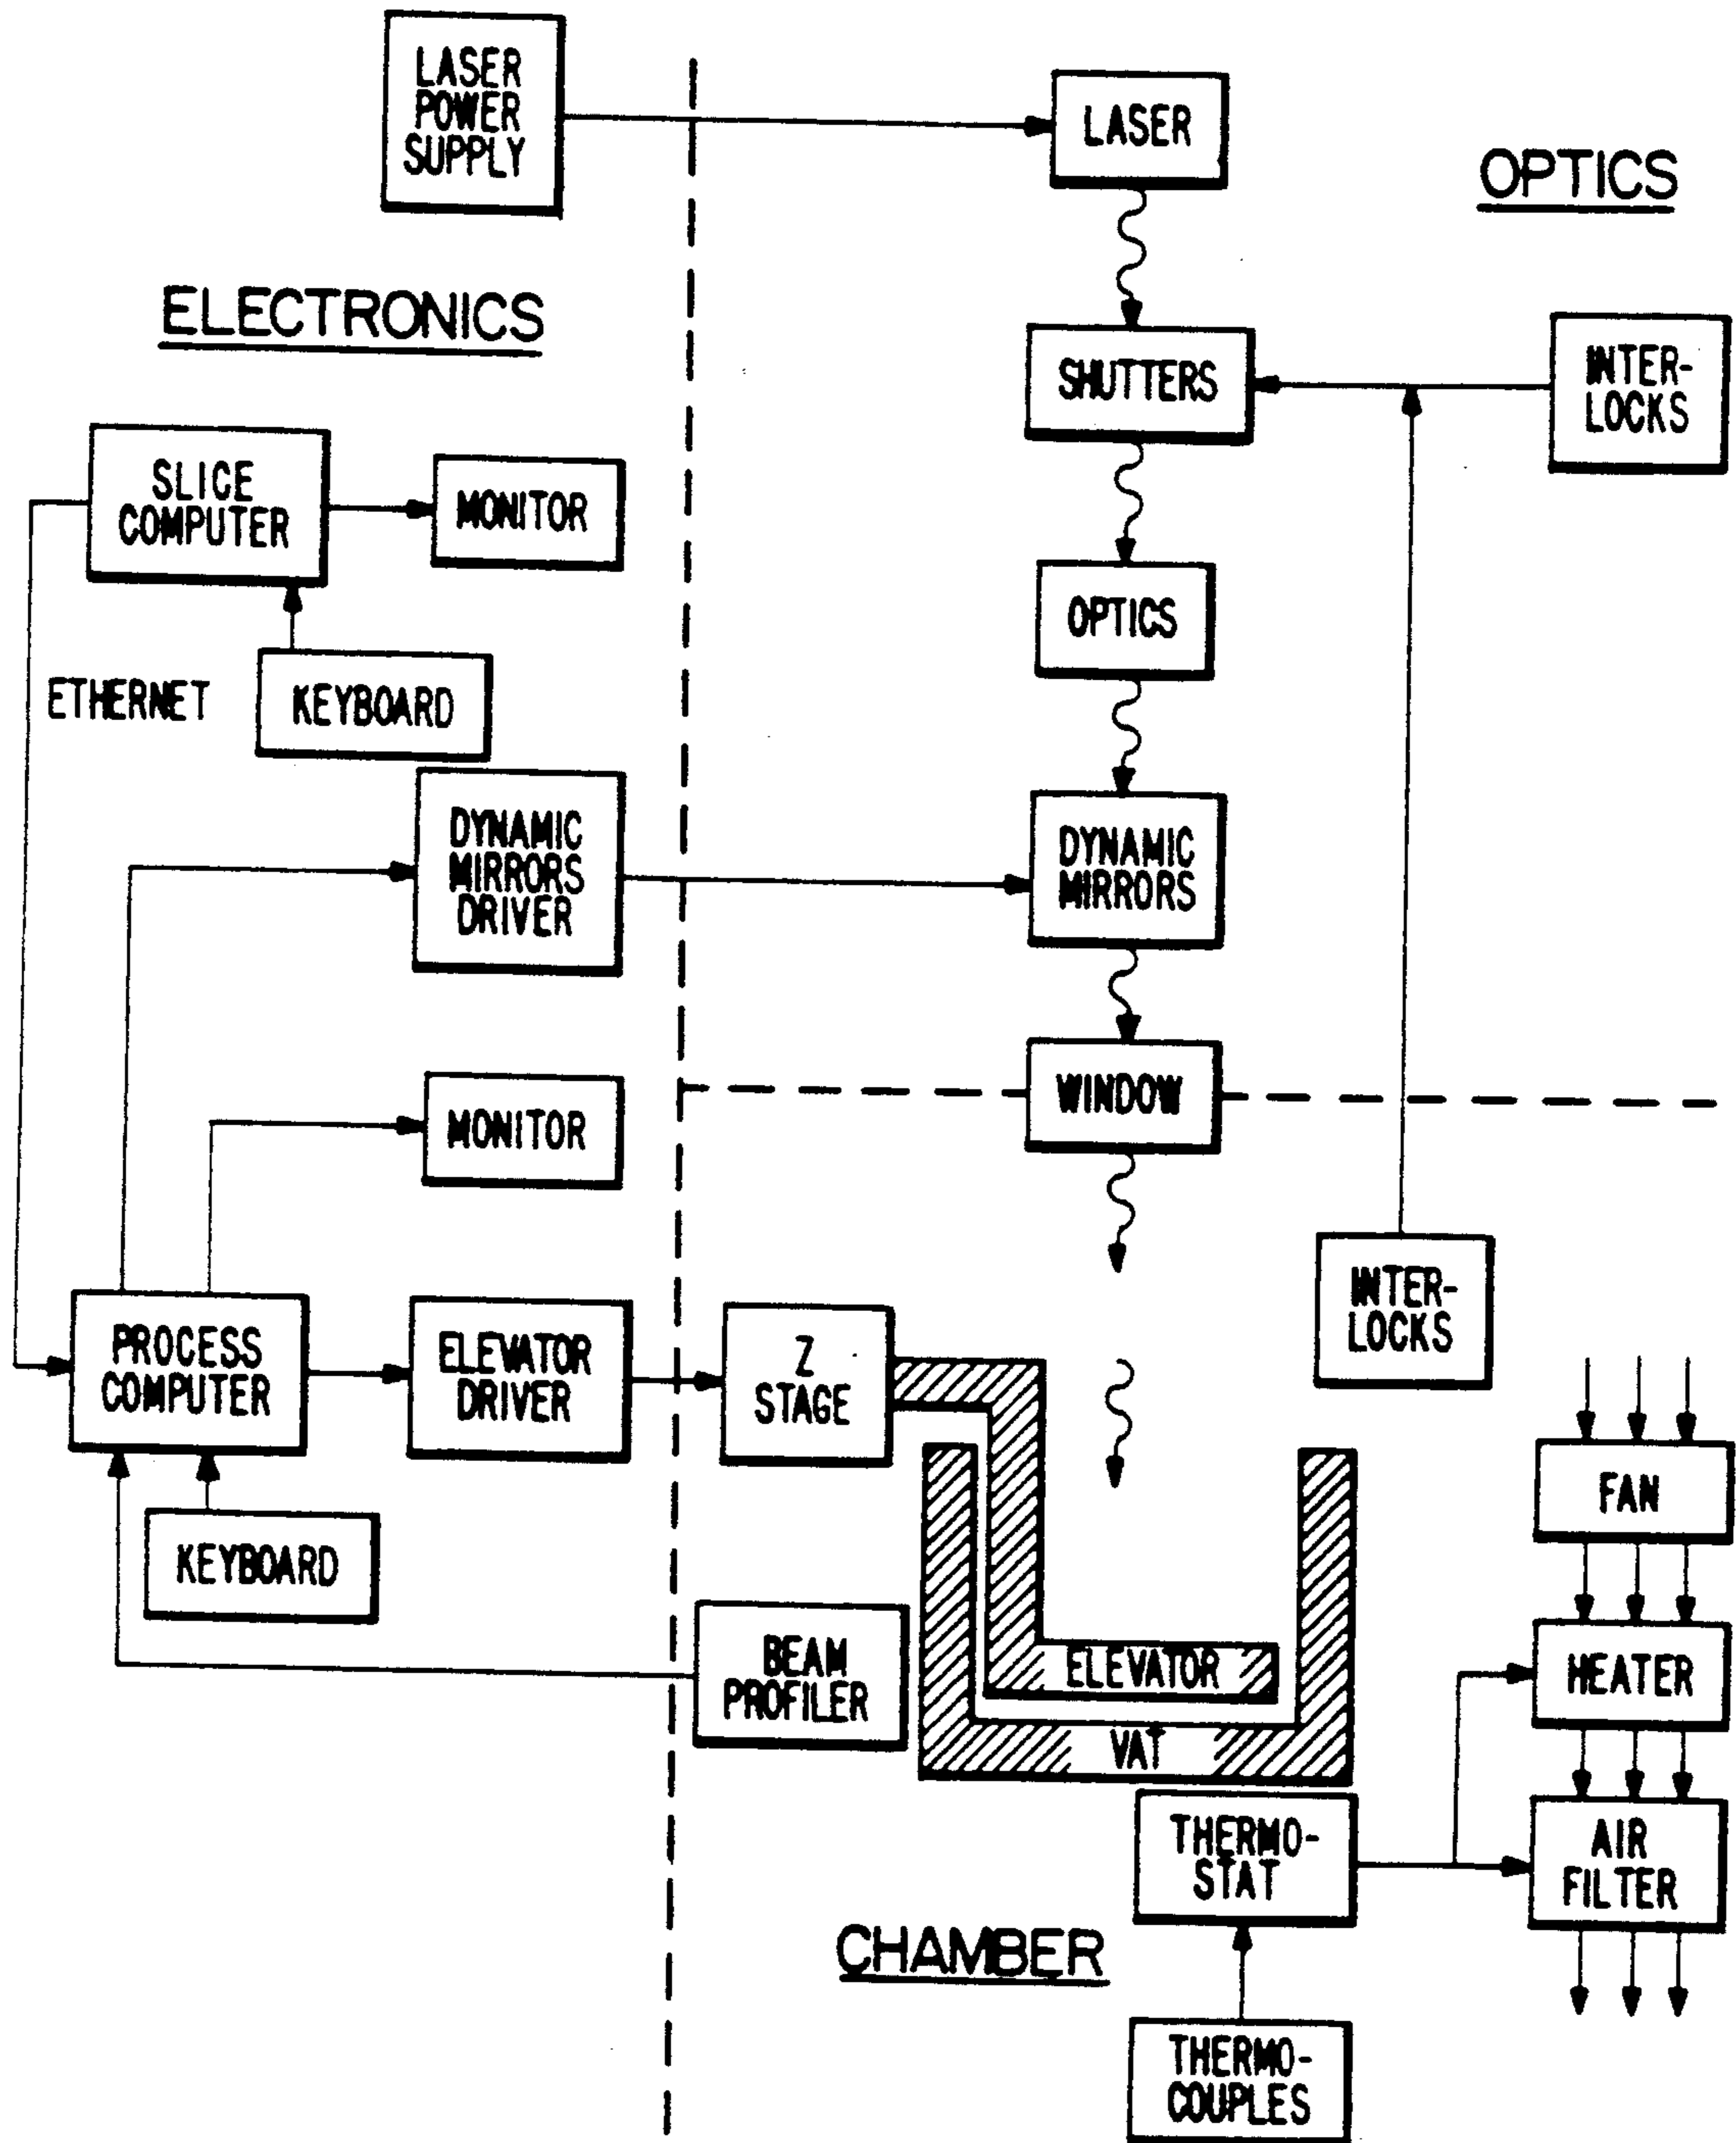 LASER
POWER
SUPPLY
LASER
OPTICS
ELECTRONICS
SHUTTERS
INTER-
LOCKS
SLICE
COMPUTER
MONITOR
OPTICS
ETHERNET
KEYBOARD
DYNAMIC
MIRRORS
DRIVER
DYNAMIC
MIRRORS
WINDOW
MONITOR
INTER-
LOCKS
PROCESS
COMPUTER
ELEVATOR
DRIVER
Z
STAGE
FAN
KEYBOARD
BEAM
PROFILER
ELEVATOR
HEATER
VAT
THERMO-
STAT
AIR
FILTER
CHAMBER
THERMO-
COUPLES